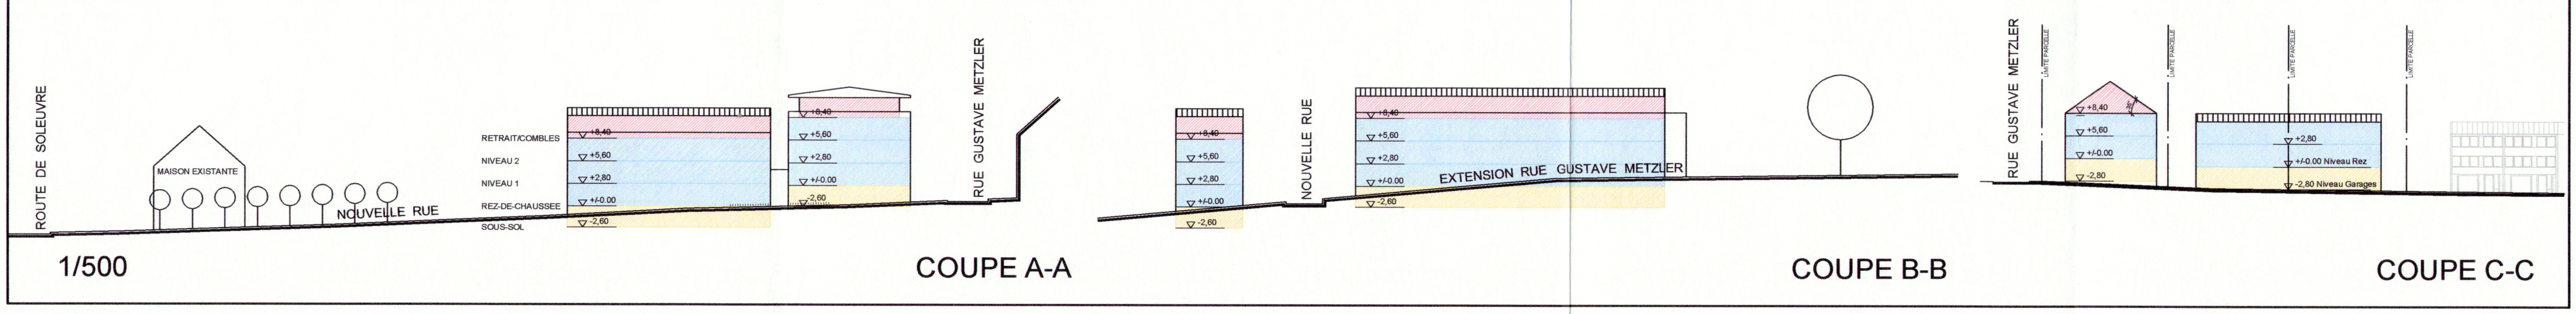 ROUTE DE SOLEUVRE
MAISON EXISTANTE
NOUVELLE RUE
RETRAIT/COMBLES
NIVEAU 2
NIVEAU 1
REZ-DE-CHAUSSEE
SOUS-SOL
+8,40
+5,60
+2,80
+/-0.00
-2,60
+8,40
+5,60
+2,80
+/-0.00
-2,60
RUE GUSTAVE METZLER
1/500
COUPE A-A
+8,40
+5,60
+2,80
+/-0.00
-2,60
NOUVELLE RUE
+8,40
+5,60
+2,80
+/-0.00
-2,60
EXTENSION RUE GUSTAVE METZLER
COUPE B-B
RUE GUSTAVE METZLER
LIMITE PARCELLE
+8,40
+5,60
+/-0.00
-2,80
LIMITE PARCELLE
LIMITE PARCELLE
+2,80
+/-0.00 Niveau Rez
-2,80 Niveau Garages
LIMITE PARCELLE
COUPE C-C